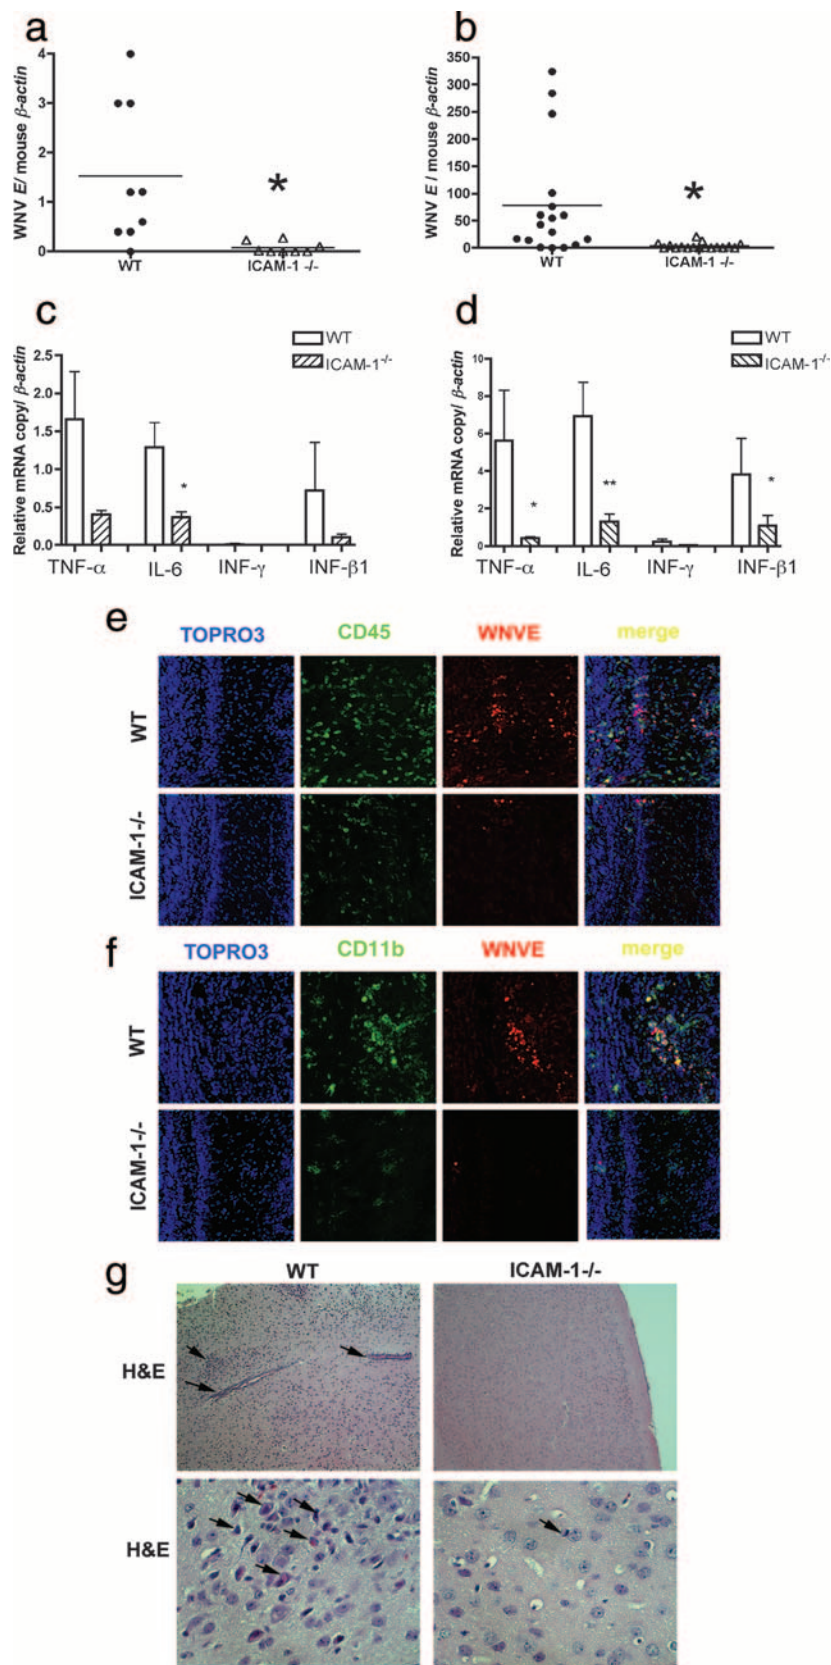 a
b
WNV E/ mouse β-actin
4
3
2
1
0
*
WT
ICAM-1 -/-
WNV E / mouse β-actin
350
300
250
200
150
100
50
0
*
WT
ICAM-1 -/-
c
d
WT
ICAM-1-/-
Relative mRNA copy/ β-actin
2.5
2.0
1.5
1.0
0.5
0.0
*
TNF-α IL-6 INF-γ INF-β1
WT
ICAM-1-/-
Relative mRNA copy/ β-actin
10
8
6
4
2
0
* ** *
TNF-α IL-6 INF-γ INF-β1
e
TOPRO3 CD45 WNVE merge
WT
ICAM-1-/-
f
TOPRO3 CD11b WNVE merge
WT
ICAM-1-/-
g
WT ICAM-1-/-
H&E
H&E